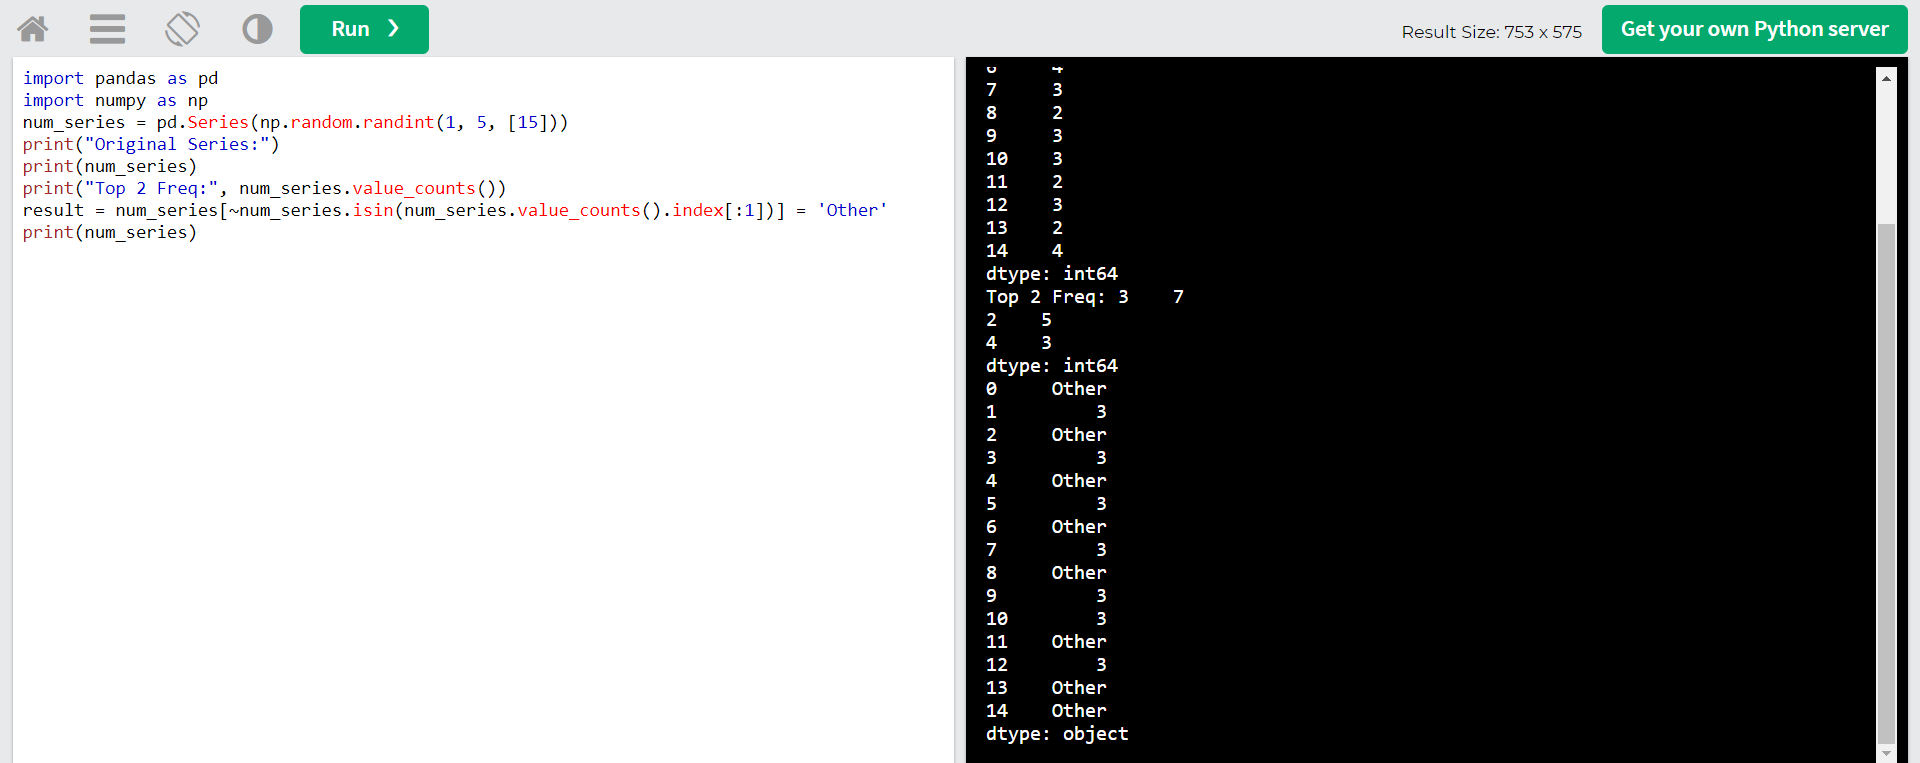 Run ❯
Result Size: 753 x 575
Get your own Python server
import pandas as pd
import numpy as np
num_series = pd.Series(np.random.randint(1, 5, [15]))
print("Original Series:")
print(num_series)
print("Top 2 Freq:", num_series.value_counts())
result = num_series[~num_series.isin(num_series.value_counts().index[:1])] = 'Other'
print(num_series)
6     4
7     3
8     2
9     3
10    3
11    2
12    3
13    2
14    4
dtype: int64
Top 2 Freq: 3    7
2    5
4    3
dtype: int64
0     Other
1         3
2     Other
3         3
4     Other
5         3
6     Other
7         3
8     Other
9         3
10        3
11    Other
12        3
13    Other
14    Other
dtype: object